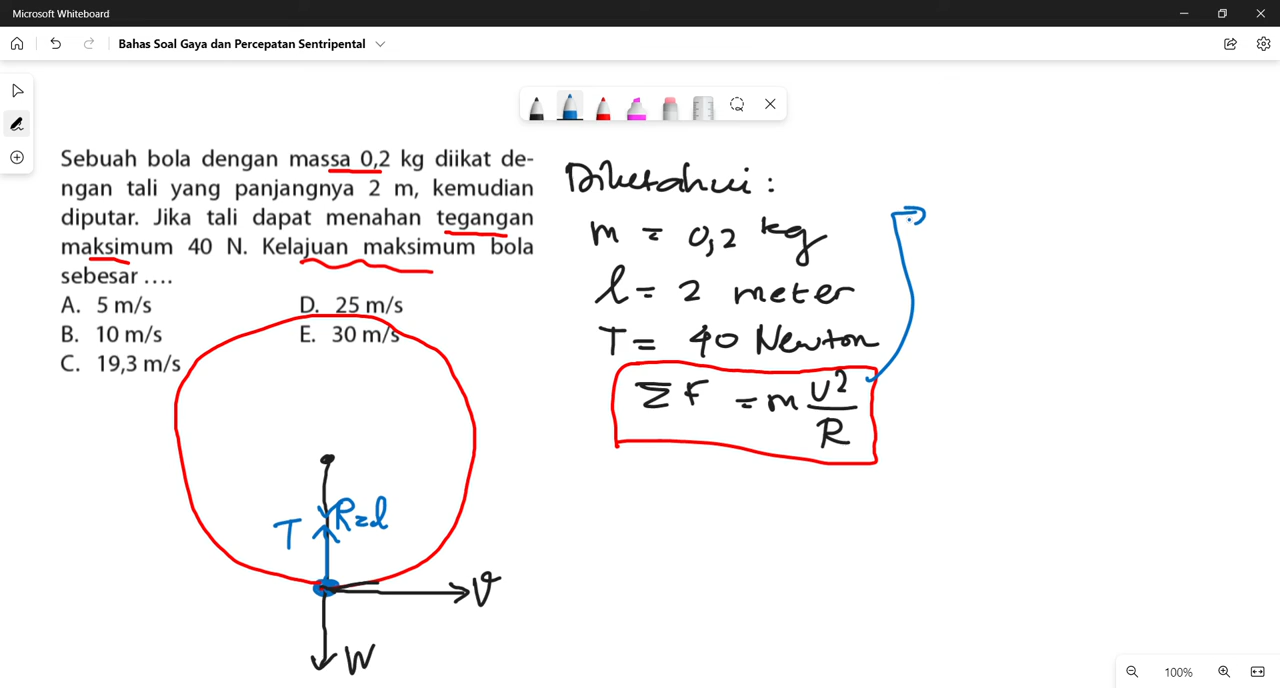 Microsoft Whiteboard
Bahas Soal Gaya dan Percepatan Sentripental
Sebuah bola dengan massa 0,2 kg diikat de-
ngan tali yang panjangnya 2 m, kemudian
diputar. Jika tali dapat menahan tegangan
maksimum 40 N. Kelajuan maksimum bola
sebesar ....
A. 5 m/s
D. 25 m/s
B. 10 m/s
E. 30 m/s
C. 19,3 m/s
T
R=l
V
W
Diketahui :
m = 0,2 kg
l = 2 meter
T = 40 Newton
ΣF = m v²/R
100%